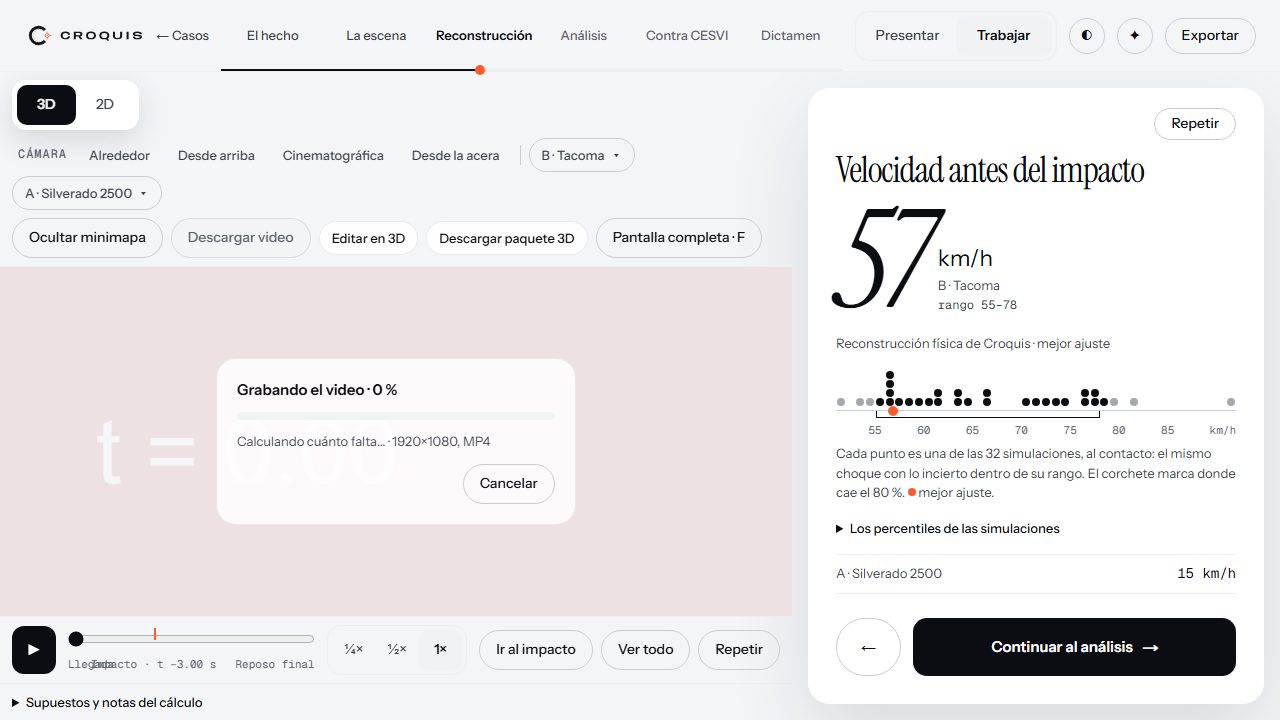 CROQUIS
← Casos
El hecho
La escena
Reconstrucción
Análisis
Contra CESVI
Dictamen
Presentar
Trabajar
Exportar
3D
2D
CÁMARA
Alrededor
Desde arriba
Cinematográfica
Desde la acera
B · Tacoma
A · Silverado 2500
Ocultar minimapa
Descargar video
Editar en 3D
Descargar paquete 3D
Pantalla completa · F
Grabando el video · 0 %
Calculando cuánto falta… · 1920×1080, MP4
t = 0.00
Cancelar
¼×
½×
1×
Ir al impacto
Ver todo
Repetir
Llegada
Impacto · t −3.00 s
Reposo final
Supuestos y notas del cálculo
Repetir
Velocidad antes del impacto
57
km/h
B · Tacoma
rango 55–78
Reconstrucción física de Croquis · mejor ajuste
55 60 65 70 75 80 85 km/h
Cada punto es una de las 32 simulaciones, al contacto: el mismo
choque con lo incierto dentro de su rango. El corchete marca donde
cae el 80 %. mejor ajuste.
Los percentiles de las simulaciones
A · Silverado 2500
15 km/h
←
Continuar al análisis →